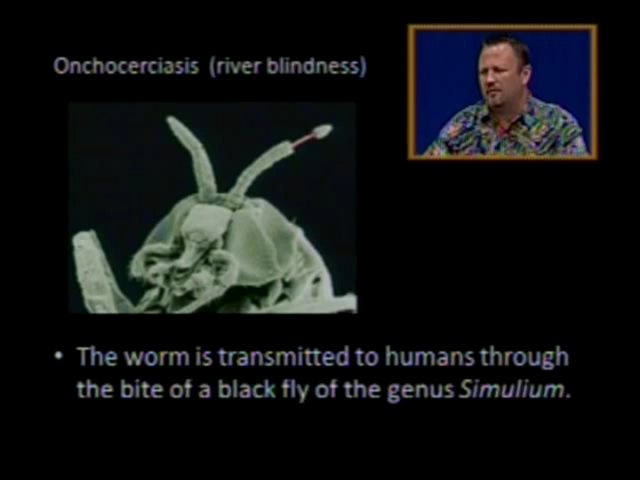 Onchocerciasis (river blindness)
• The worm is transmitted to humans through
the bite of a black fly of the genus Simulium.